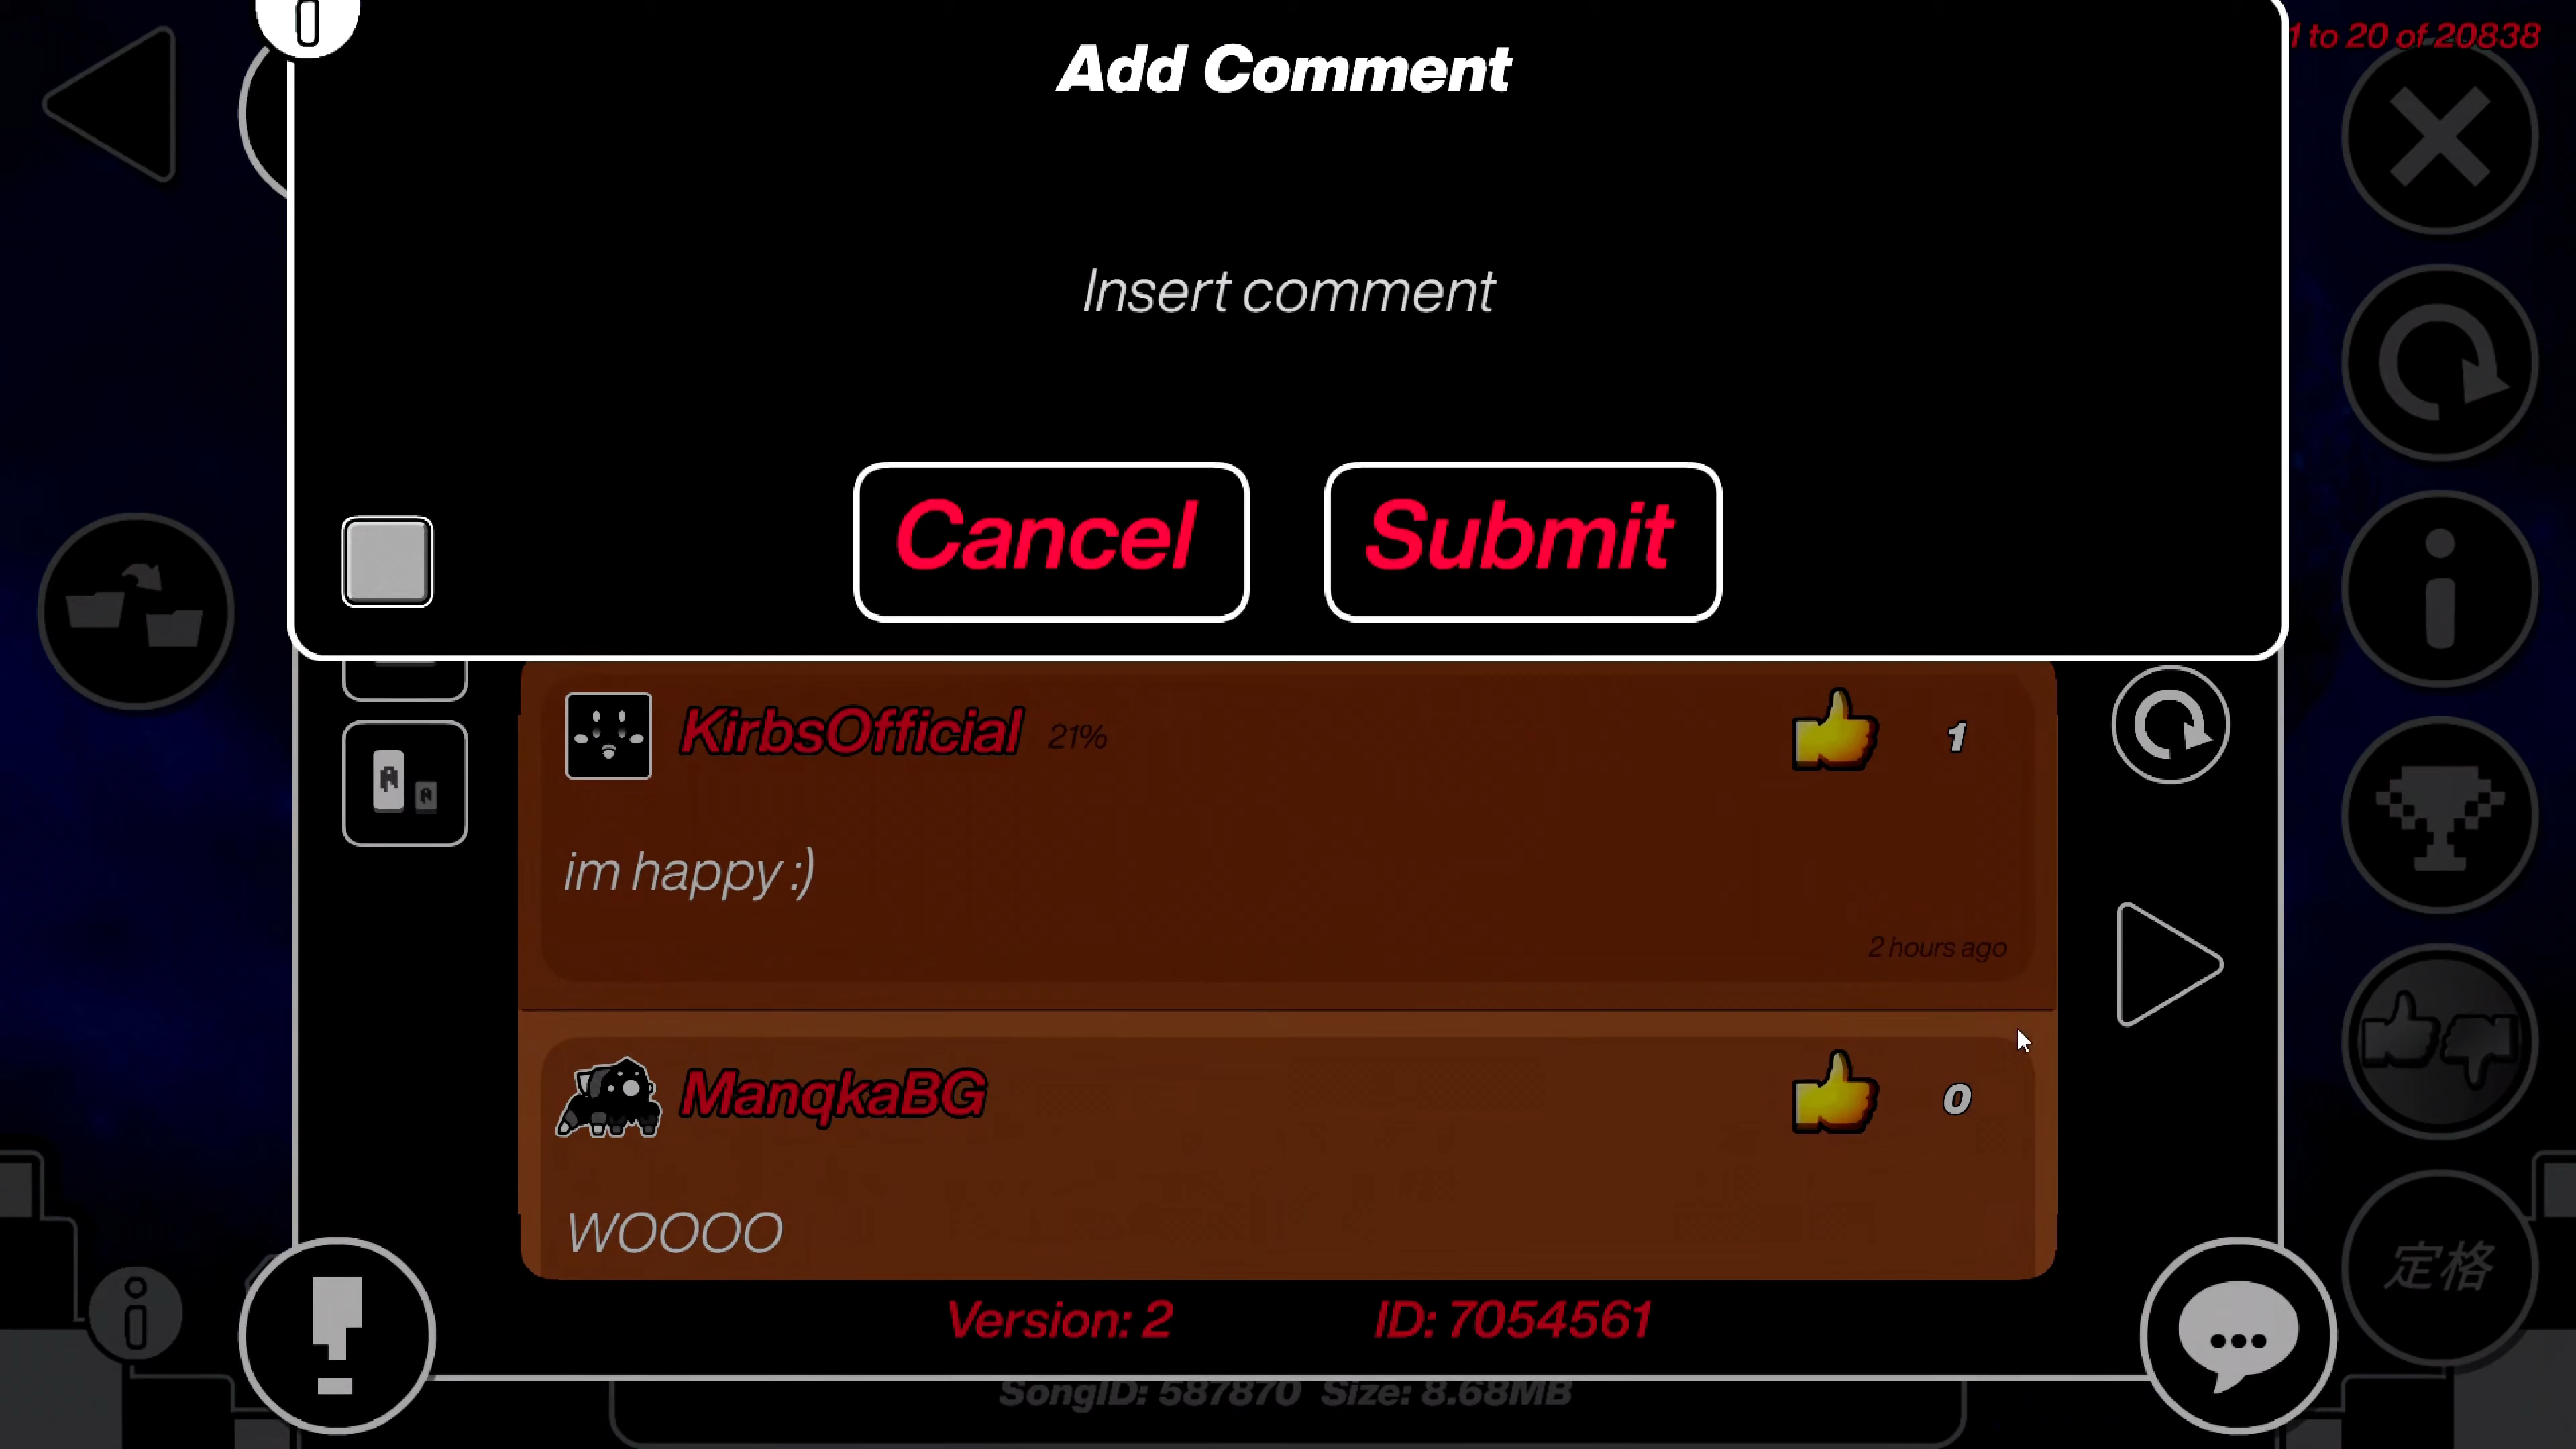 1 to 20 of 20838
Add Comment
Insert comment
Cancel
Submit
KirbsOfficial 21% 1
im happy :)
2 hours ago
ManqkaBG 0
WOOOO
定格
Version: 2 ID: 7054561
SongID: 587870 Size: 8.68MB